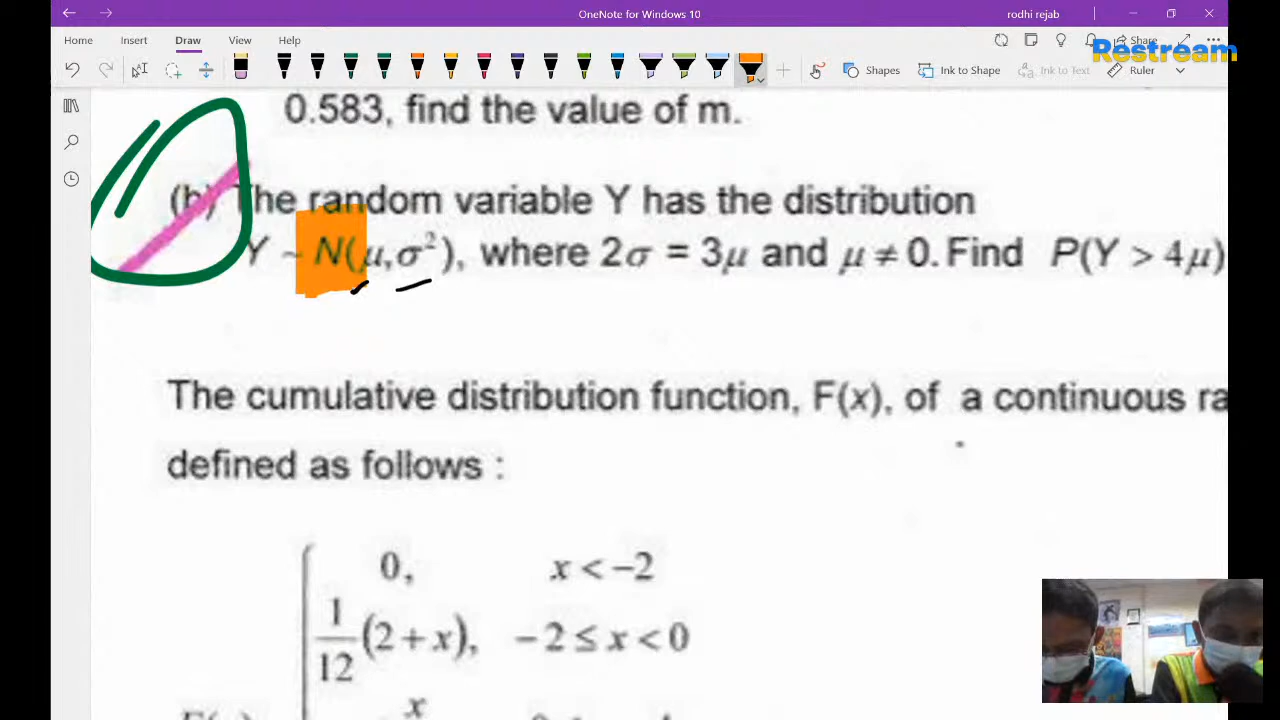 OneNote for Windows 10
rodhi rejab
Home Insert Draw View Help
Share
Restream
Shapes Ink to Shape Ink to Text Ruler
0.583, find the value of m.
(b) The random variable Y has the distribution
Y ~ N(μ,σ²), where 2σ = 3μ and μ ≠ 0. Find P(Y > 4μ)
The cumulative distribution function, F(x), of a continuous ra
defined as follows :
0, x < −2
1/12 (2 + x), −2 ≤ x < 0
x